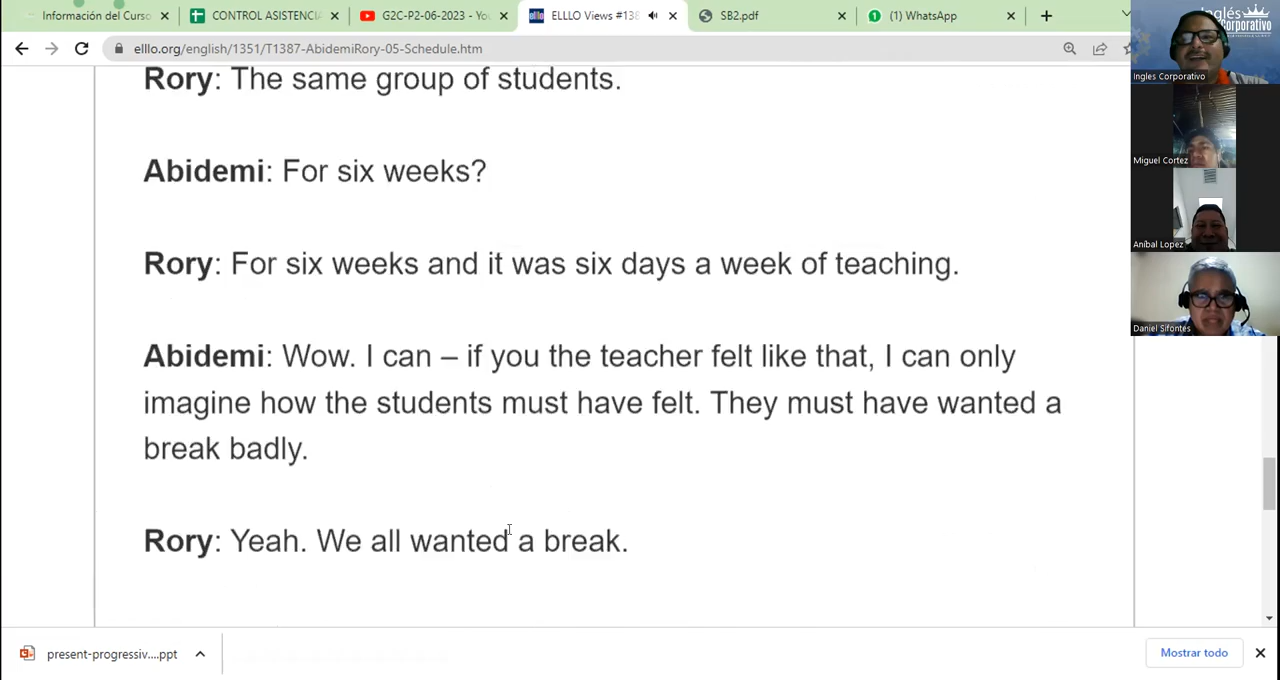 Información del Curso
CONTROL ASISTENCIA
G2C-P2-06-2023 - You
ELLLO Views #138
SB2.pdf
(1) WhatsApp
elllo.org/english/1351/T1387-AbidemiRory-05-Schedule.htm
Inglés
Corporativo
Ingles Corporativo
Miguel Cortez
Aníbal Lopez
Daniel Sifontes
Rory: The same group of students.
Abidemi: For six weeks?
Rory: For six weeks and it was six days a week of teaching.
Abidemi: Wow. I can – if you the teacher felt like that, I can only
imagine how the students must have felt. They must have wanted a
break badly.
Rory: Yeah. We all wanted a break.
present-progressiv....ppt
Mostrar todo